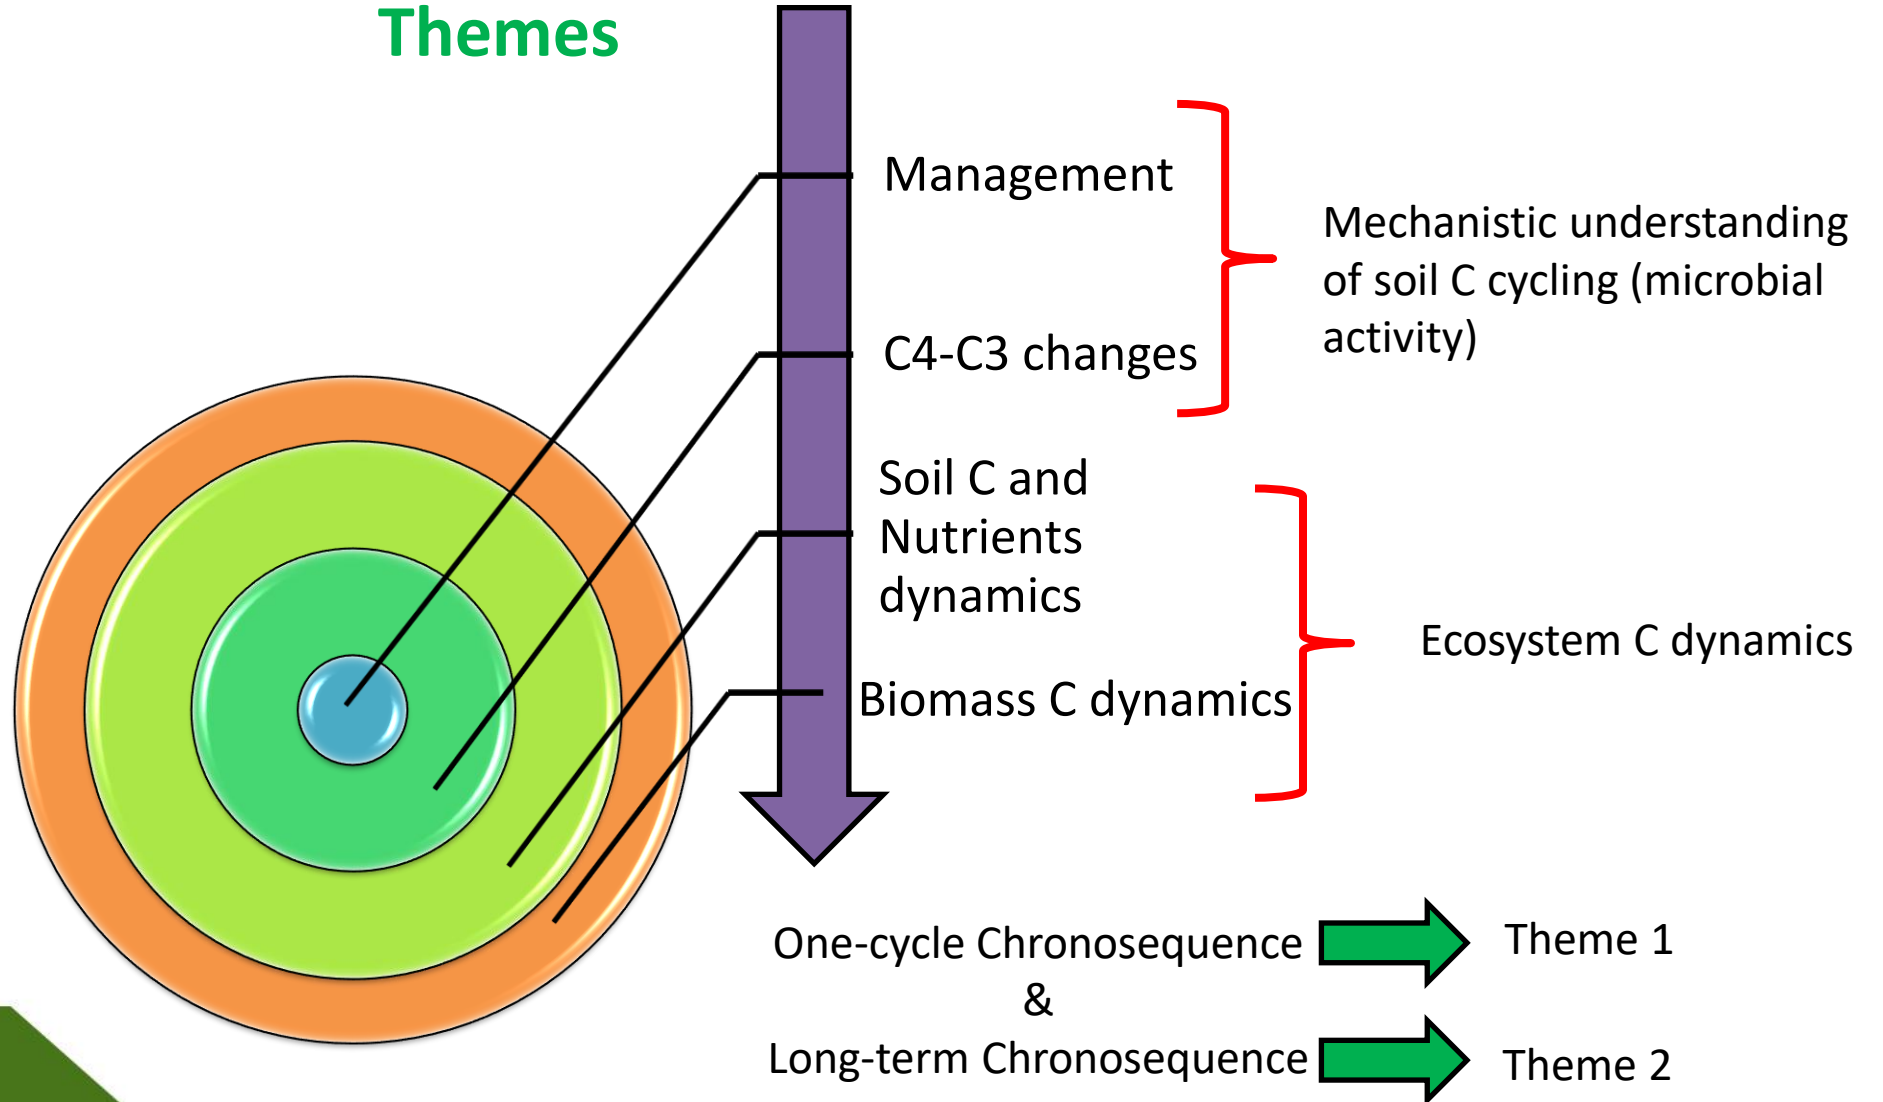 Themes
Management
C4-C3 changes
Mechanistic understanding
of soil C cycling (microbial
activity)
Soil C and
Nutrients
dynamics
Biomass C dynamics
Ecosystem C dynamics
One-cycle Chronosequence
Theme 1
&
Long-term Chronosequence
Theme 2